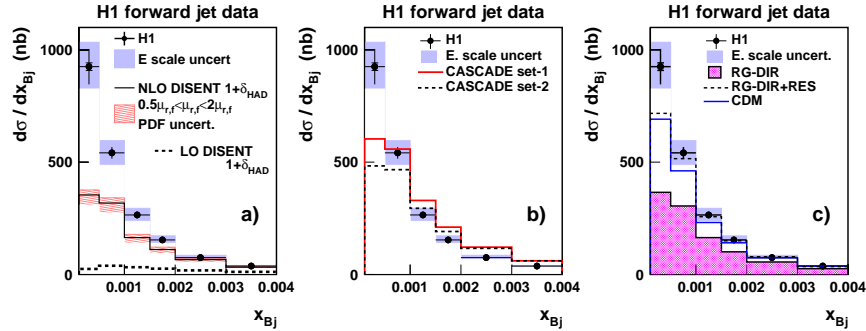 H1 forward jet data
dσ / dx_Bj (nb)
1000
500
0
H1
E scale uncert
NLO DISENT 1+δ_HAD
0.5μ_r,f<μ_r,f<2μ_r,f
PDF uncert.
LO DISENT
1+δ_HAD
a)
0.001 0.002 0.003 0.004
x_Bj
H1 forward jet data
dσ / dx_Bj (nb)
1000
500
0
H1
E. scale uncert
CASCADE set-1
CASCADE set-2
b)
0.001 0.002 0.003 0.004
x_Bj
H1 forward jet data
dσ / dx_Bj (nb)
1000
500
0
H1
E. scale uncert.
RG-DIR
RG-DIR+RES
CDM
c)
0.001 0.002 0.003 0.004
x_Bj